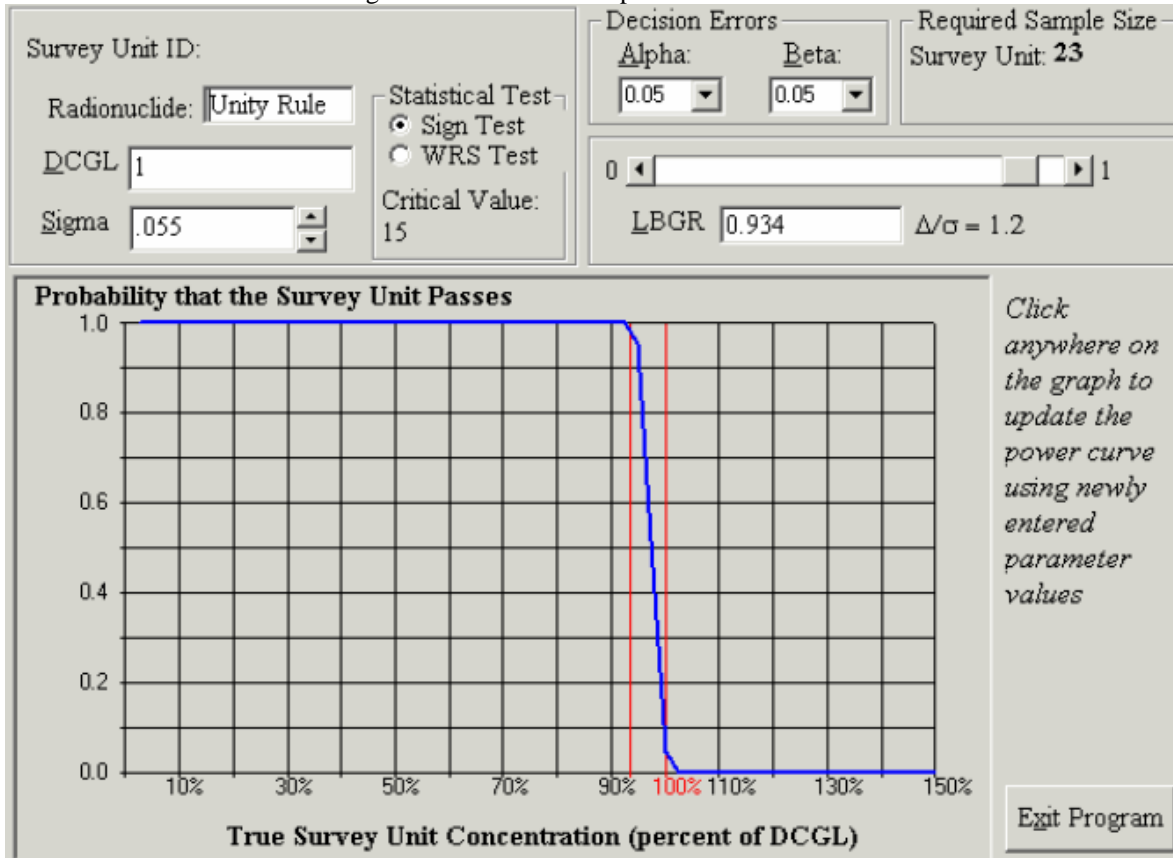 Survey Unit ID:
Radionuclide: Unity Rule
DCGL 1
Sigma .055
Statistical Test
Sign Test
WRS Test
Critical Value:
15
Decision Errors
Alpha: Beta:
0.05 0.05
Required Sample Size
Survey Unit: 23
0 1
LBGR 0.934 Δ/σ = 1.2
Probability that the Survey Unit Passes
1.0
0.8
0.6
0.4
0.2
0.0
10% 30% 50% 70% 90% 100% 110% 130% 150%
True Survey Unit Concentration (percent of DCGL)
Click
anywhere on
the graph to
update the
power curve
using newly
entered
parameter
values
Exit Program